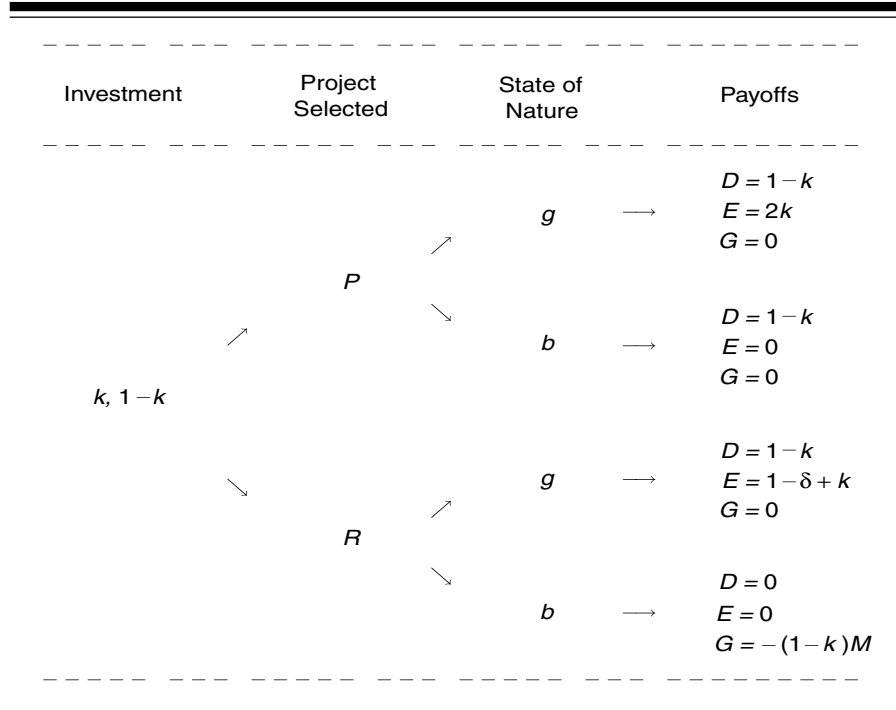 Investment
Project
Selected
State of
Nature
Payoffs
D = 1 − k
g ⟶ E = 2k
G = 0
P
D = 1 − k
b ⟶ E = 0
G = 0
k, 1 − k
D = 1 − k
g ⟶ E = 1 − δ + k
G = 0
R
D = 0
b ⟶ E = 0
G = − (1 − k)M